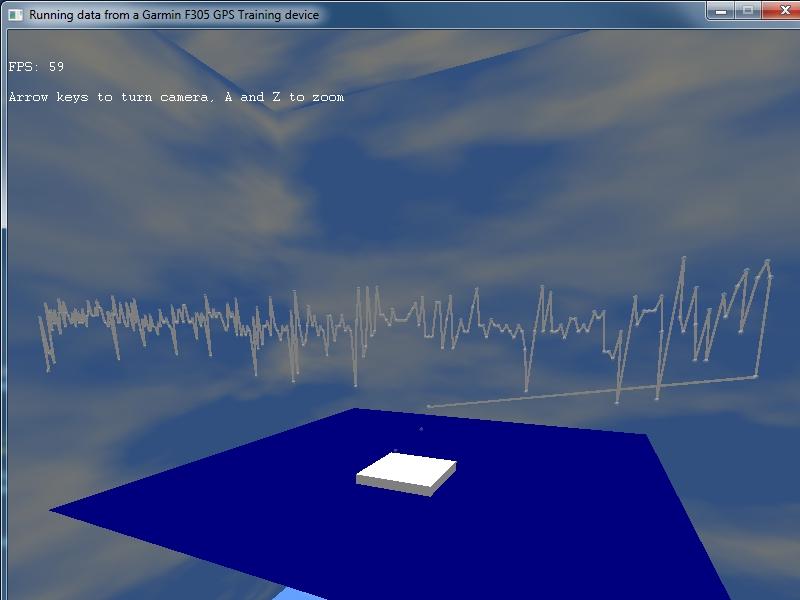 Running data from a Garmin F305 GPS Training device
FPS: 59
Arrow keys to turn camera, A and Z to zoom